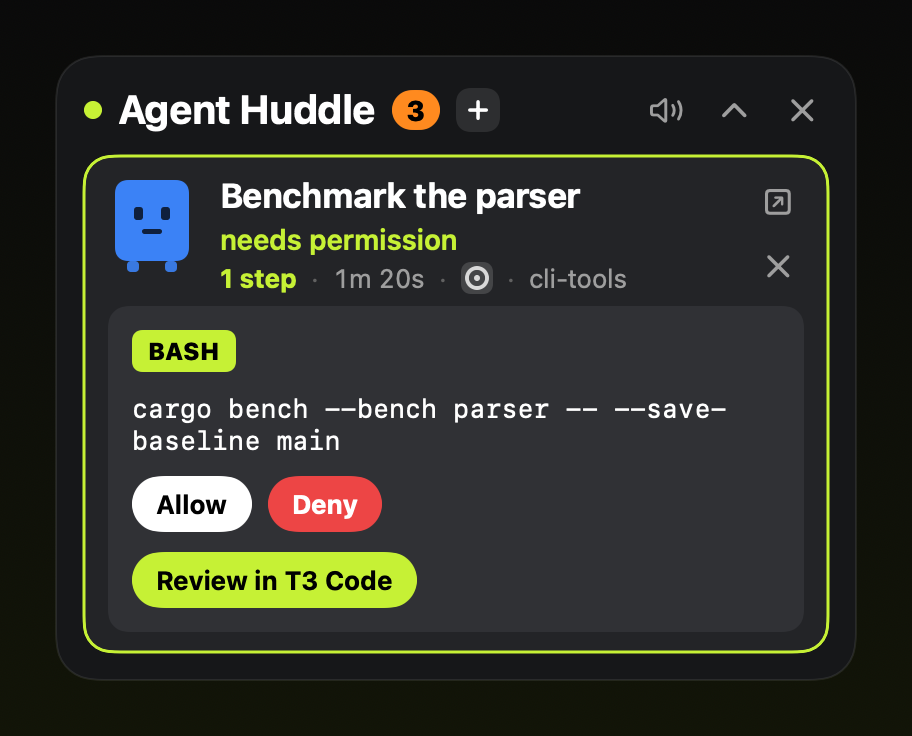 Agent Huddle 3 +
Benchmark the parser
needs permission
1 step · 1m 20s · · cli-tools
BASH
cargo bench --bench parser -- --save-
baseline main
Allow Deny
Review in T3 Code